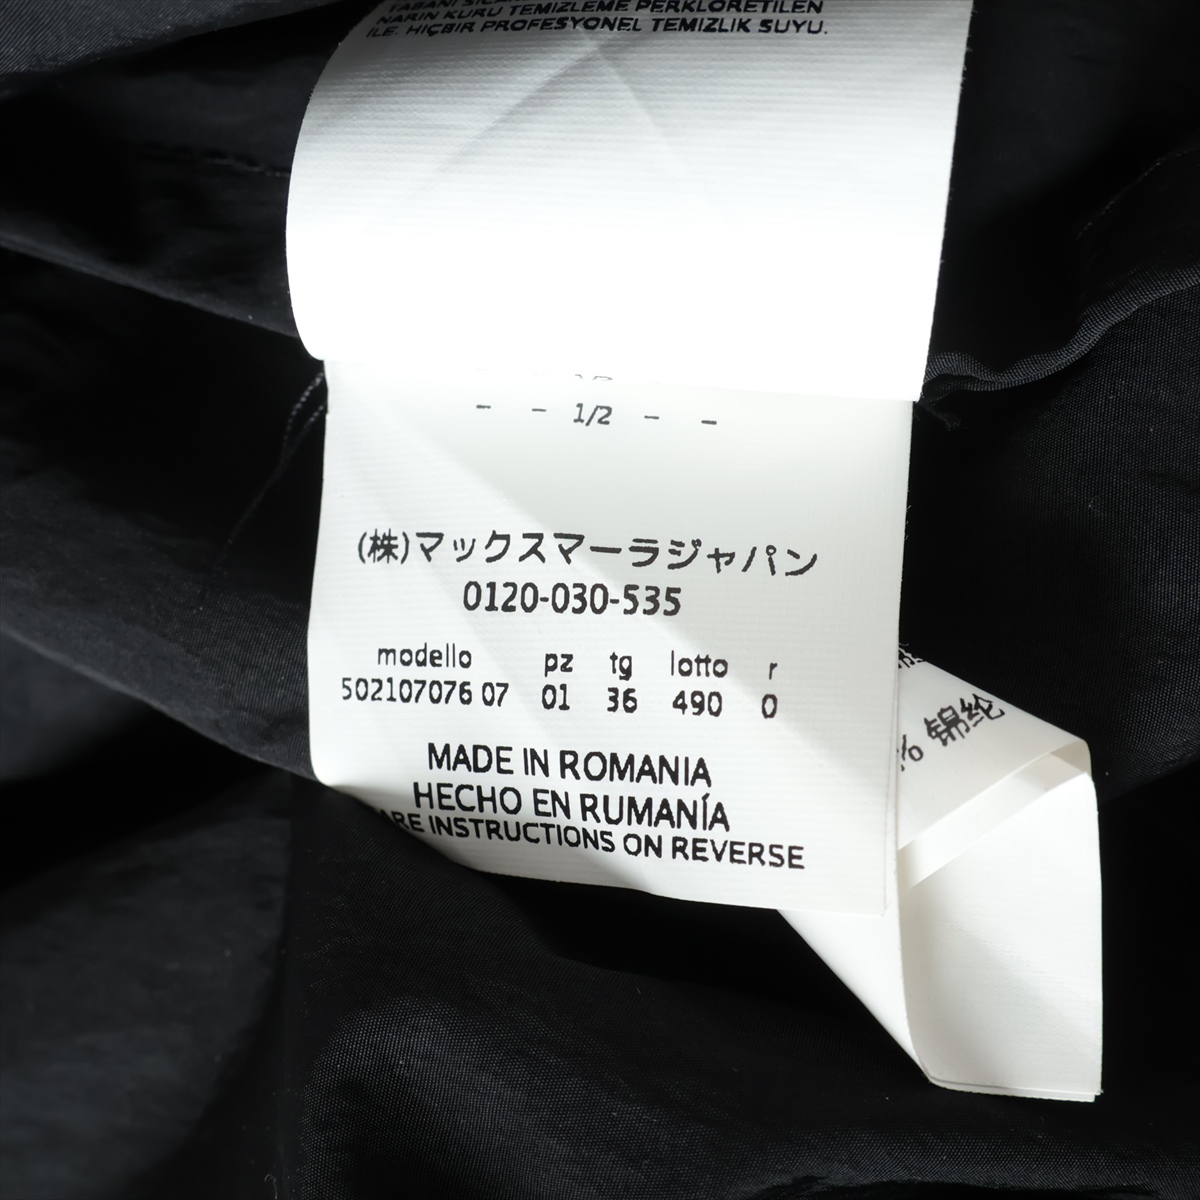 NARIN KURU TEMİZLEME PERKLORETİLEN
İLE. HİÇBİR PROFESYONEL TEMİZLİK SUYU.
- - 1/2 - -
(株)マックスマーラジャパン
0120-030-535
modello pz tg lotto r
502107076 07 01 36 490 0
MADE IN ROMANIA
HECHO EN RUMANÍA
INSTRUCTIONS ON REVERSE
% 锦纶